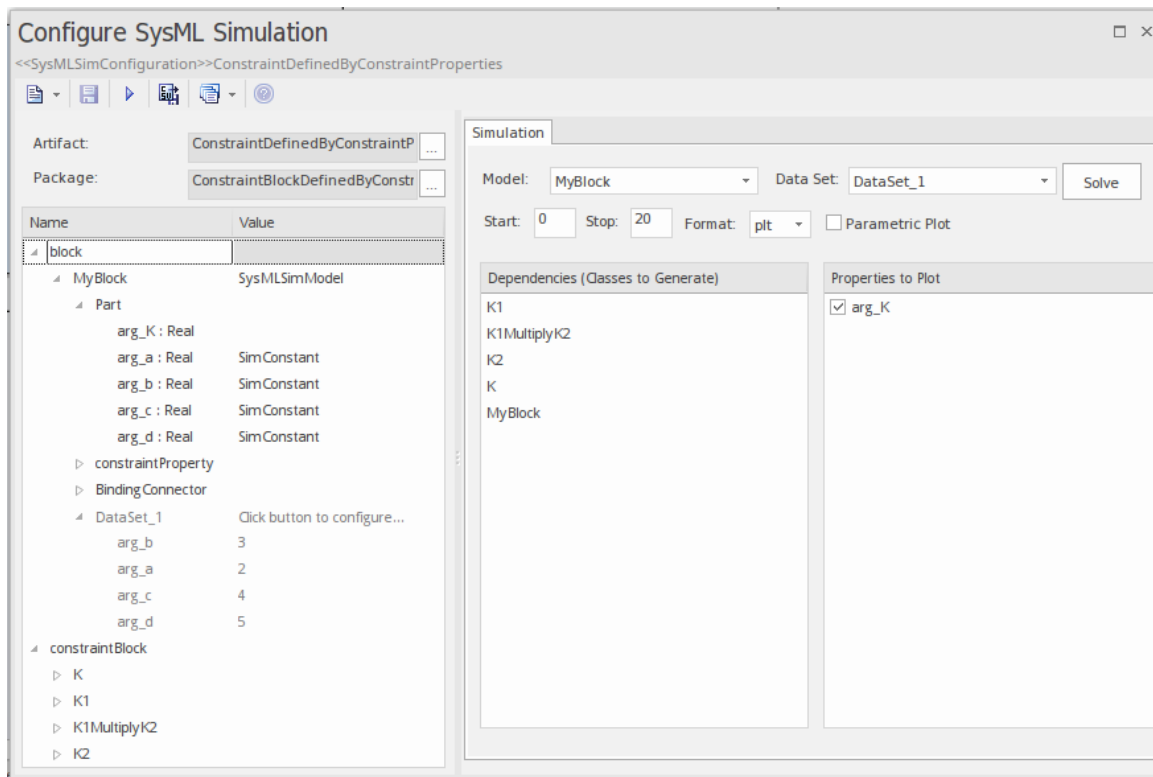 Configure SysML Simulation
<<SysMLSimConfiguration>>ConstraintDefinedByConstraintProperties
Artifact: ConstraintDefinedByConstraintP ...
Package: ConstraintBlockDefinedByConstr ...
Name Value
block
MyBlock SysMLSimModel
Part
arg_K : Real
arg_a : Real SimConstant
arg_b : Real SimConstant
arg_c : Real SimConstant
arg_d : Real SimConstant
constraintProperty
BindingConnector
DataSet_1 Click button to configure...
arg_b 3
arg_a 2
arg_c 4
arg_d 5
constraintBlock
K
K1
K1MultiplyK2
K2
Simulation
Model: MyBlock Data Set: DataSet_1 Solve
Start: 0 Stop: 20 Format: plt Parametric Plot
Dependencies (Classes to Generate)
K1
K1MultiplyK2
K2
K
MyBlock
Properties to Plot
arg_K